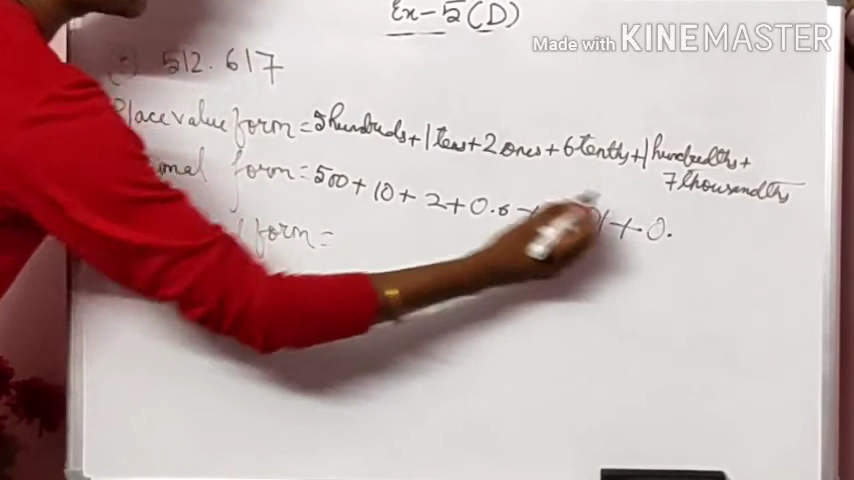 Ex-5(D)
Made with KINEMASTER
512.617
Place value form = 5 hundreds + 1 tens + 2 ones + 6 tenths + 1 hundredths +
7 thousandths
form = 500 + 10 + 2 + 0.6 + + 0.
form =